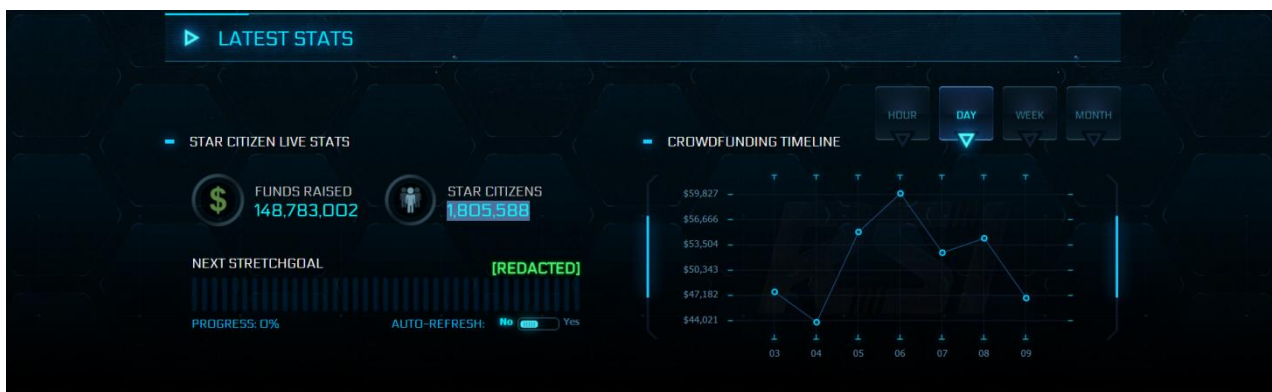 LATEST STATS
HOUR
DAY
WEEK
MONTH
STAR CITIZEN LIVE STATS
FUNDS RAISED
148,783,002
STAR CITIZENS
1,805,588
NEXT STRETCHGOAL
[REDACTED]
PROGRESS: 0%
AUTO-REFRESH: No Yes
CROWDFUNDING TIMELINE
$59,827
$56,666
$53,504
$50,343
$47,182
$44,021
03 04 05 06 07 08 09
RSI